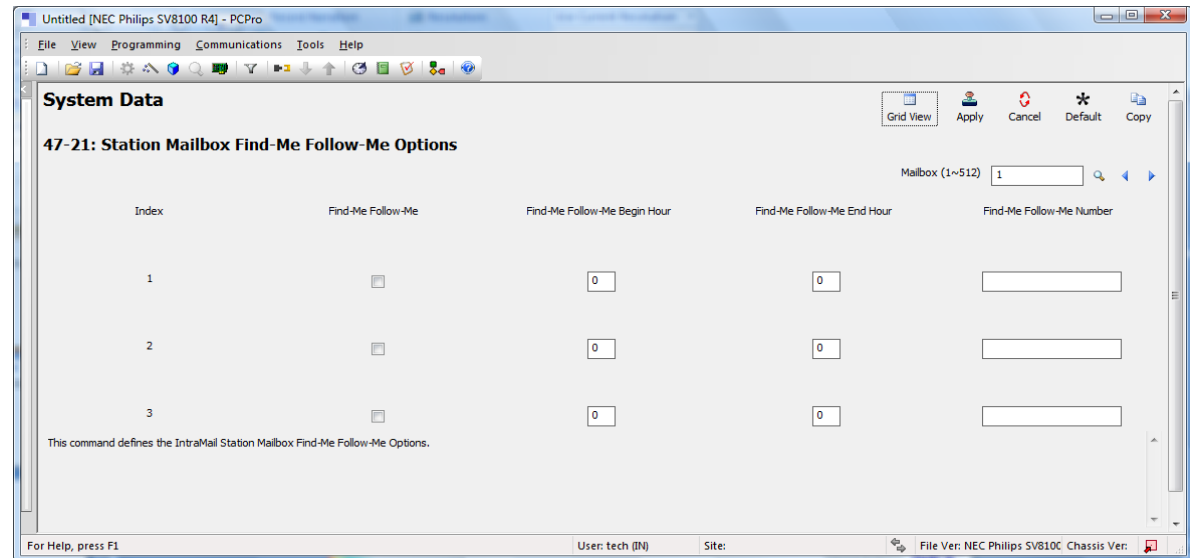 Untitled [NEC Philips SV8100 R4] - PCPro
File View Programming Communications Tools Help
System Data
Grid View Apply Cancel Default Copy
47-21: Station Mailbox Find-Me Follow-Me Options
Mailbox (1~512) 1
Index Find-Me Follow-Me Find-Me Follow-Me Begin Hour Find-Me Follow-Me End Hour Find-Me Follow-Me Number
1 0 0
2 0 0
3 0 0
This command defines the IntraMail Station Mailbox Find-Me Follow-Me Options.
For Help, press F1 User: tech (IN) Site: File Ver: NEC Philips SV8100 Chassis Ver: